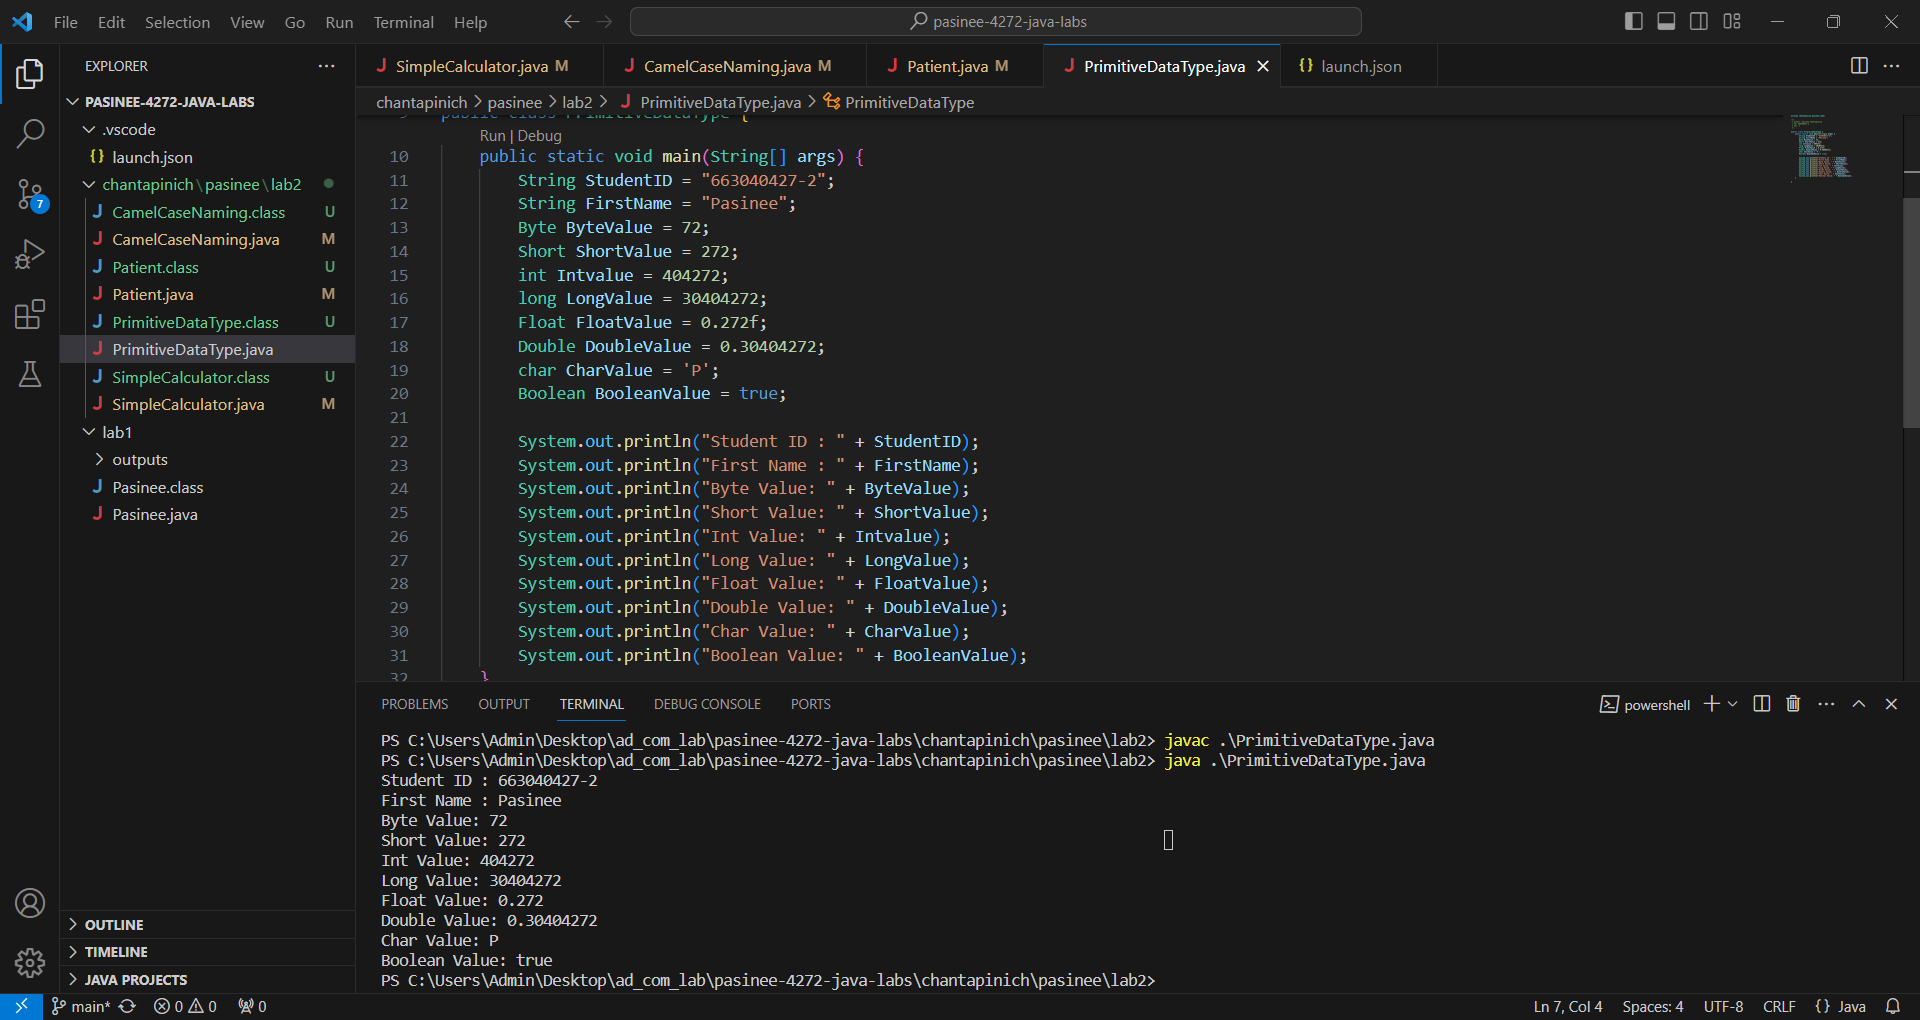 File Edit Selection View Go Run Terminal Help
pasinee-4272-java-labs
EXPLORER
PASINEE-4272-JAVA-LABS
.vscode
{} launch.json
chantapinich\pasinee\lab2
J CamelCaseNaming.class U
J CamelCaseNaming.java M
J Patient.class U
J Patient.java M
J PrimitiveDataType.class U
J PrimitiveDataType.java
J SimpleCalculator.class U
J SimpleCalculator.java M
lab1
outputs
J Pasinee.class
J Pasinee.java
OUTLINE
TIMELINE
JAVA PROJECTS
7
J SimpleCalculator.java M
J CamelCaseNaming.java M
J Patient.java M
J PrimitiveDataType.java
{} launch.json
chantapinich > pasinee > lab2 > J PrimitiveDataType.java > PrimitiveDataType
9 public class PrimitiveDataType {
Run | Debug
10 public static void main(String[] args) {
11 String StudentID = "663040427-2";
12 String FirstName = "Pasinee";
13 Byte ByteValue = 72;
14 Short ShortValue = 272;
15 int Intvalue = 404272;
16 long LongValue = 30404272;
17 Float FloatValue = 0.272f;
18 Double DoubleValue = 0.30404272;
19 char CharValue = 'P';
20 Boolean BooleanValue = true;
21
22 System.out.println("Student ID : " + StudentID);
23 System.out.println("First Name : " + FirstName);
24 System.out.println("Byte Value: " + ByteValue);
25 System.out.println("Short Value: " + ShortValue);
26 System.out.println("Int Value: " + Intvalue);
27 System.out.println("Long Value: " + LongValue);
28 System.out.println("Float Value: " + FloatValue);
29 System.out.println("Double Value: " + DoubleValue);
30 System.out.println("Char Value: " + CharValue);
31 System.out.println("Boolean Value: " + BooleanValue);
32 }
PROBLEMS OUTPUT TERMINAL DEBUG CONSOLE PORTS
powershell
PS C:\Users\Admin\Desktop\ad_com_lab\pasinee-4272-java-labs\chantapinich\pasinee\lab2> javac .\PrimitiveDataType.java
PS C:\Users\Admin\Desktop\ad_com_lab\pasinee-4272-java-labs\chantapinich\pasinee\lab2> java .\PrimitiveDataType.java
Student ID : 663040427-2
First Name : Pasinee
Byte Value: 72
Short Value: 272
Int Value: 404272
Long Value: 30404272
Float Value: 0.272
Double Value: 0.30404272
Char Value: P
Boolean Value: true
PS C:\Users\Admin\Desktop\ad_com_lab\pasinee-4272-java-labs\chantapinich\pasinee\lab2>
main* 0 0 0
Ln 7, Col 4 Spaces: 4 UTF-8 CRLF {} Java